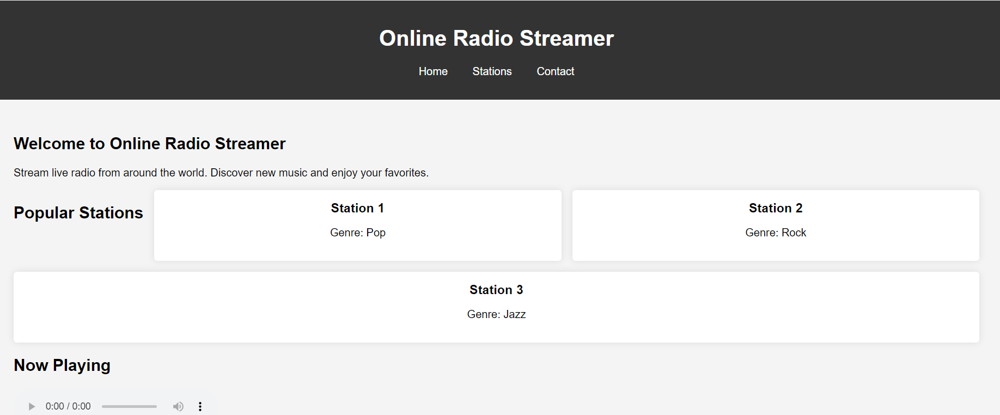 Online Radio Streamer
Home Stations Contact
Welcome to Online Radio Streamer
Stream live radio from around the world. Discover new music and enjoy your favorites.
Popular Stations
Station 1
Genre: Pop
Station 2
Genre: Rock
Station 3
Genre: Jazz
Now Playing
0:00 / 0:00